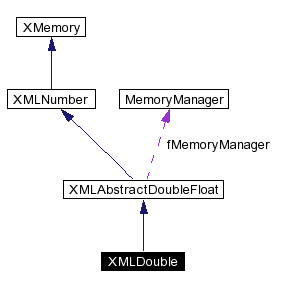 XMemory
XMLNumber
MemoryManager
fMemoryManager
XMLAbstractDoubleFloat
XMLDouble